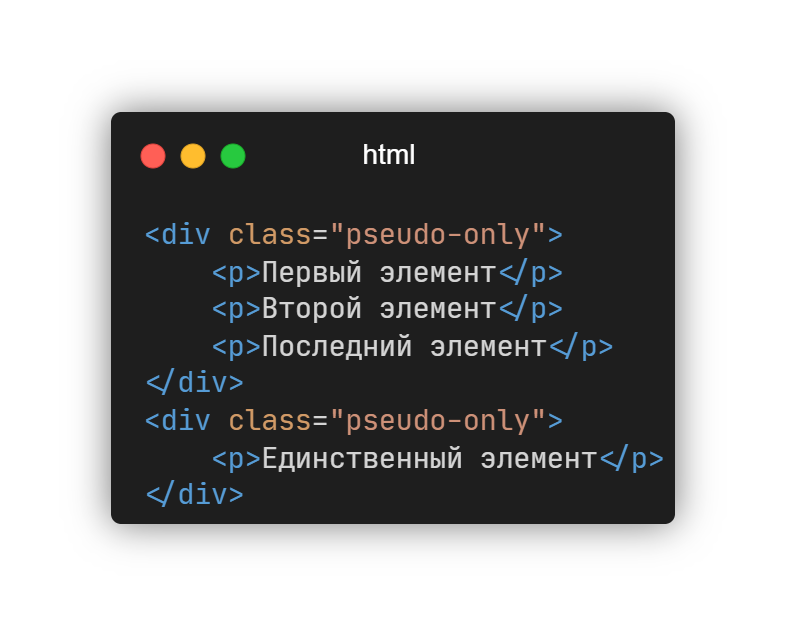 html
<div class="pseudo-only">
    <p>Первый элемент</p>
    <p>Второй элемент</p>
    <p>Последний элемент</p>
</div>
<div class="pseudo-only">
    <p>Единственный элемент</p>
</div>